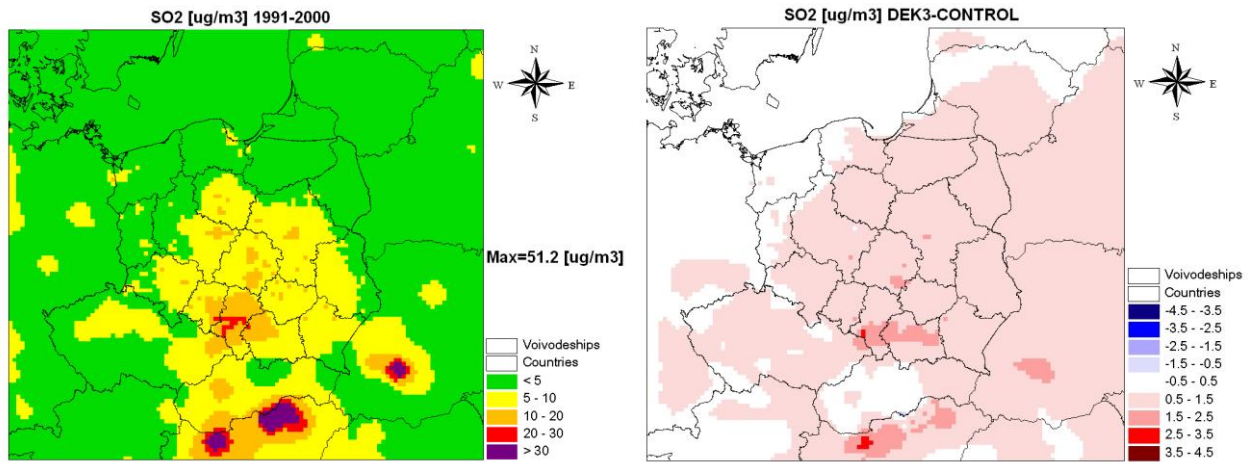 SO2 [ug/m3] 1991-2000
N
W E
S
Max=51.2 [ug/m3]
Voivodeships
Countries
< 5
5 - 10
10 - 20
20 - 30
> 30
SO2 [ug/m3] DEK3-CONTROL
N
W E
S
Voivodeships
Countries
-4.5 - -3.5
-3.5 - -2.5
-2.5 - -1.5
-1.5 - -0.5
-0.5 - 0.5
0.5 - 1.5
1.5 - 2.5
2.5 - 3.5
3.5 - 4.5